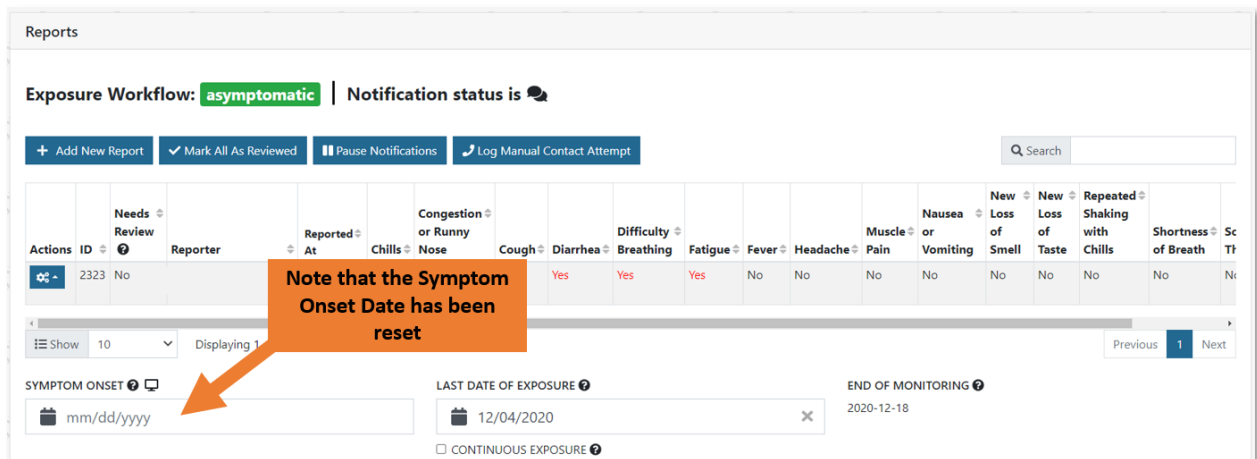 Reports
Exposure Workflow: asymptomatic | Notification status is
+ Add New Report Mark All As Reviewed Pause Notifications Log Manual Contact Attempt Search
Actions ID Needs Review Reporter Reported At Chills Congestion or Runny Nose Cough Diarrhea Difficulty Breathing Fatigue Fever Headache Muscle Pain Nausea or Vomiting New Loss of Smell New Loss of Taste Repeated Shaking with Chills Shortness of Breath
2323 No Yes Yes Yes No No No No No No No No
Note that the Symptom
Onset Date has been
reset
Show 10 Displaying 1 Previous 1 Next
SYMPTOM ONSET LAST DATE OF EXPOSURE END OF MONITORING
mm/dd/yyyy 12/04/2020 2020-12-18
CONTINUOUS EXPOSURE